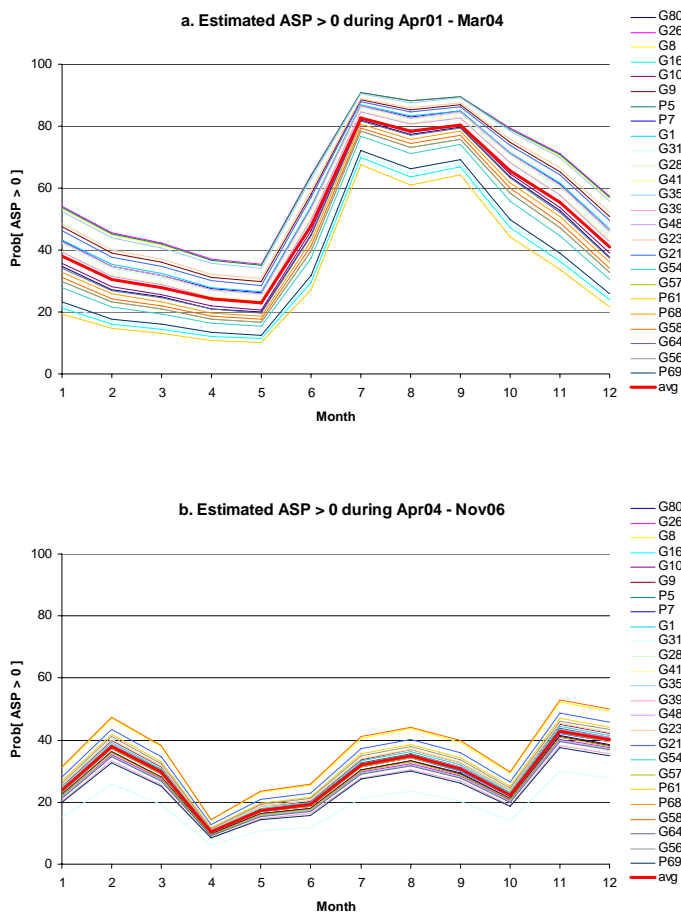 a. Estimated ASP > 0 during Apr01 - Mar04
Prob[ ASP > 0 ]
100
80
60
40
20
0
1 2 3 4 5 6 7 8 9 10 11 12
Month
G80
G26
G8
G16
G10
G9
P5
P7
G1
G31
G28
G41
G35
G39
G48
G23
G21
G54
G57
P61
P68
G58
G64
G56
P69
avg
b. Estimated ASP > 0 during Apr04 - Nov06
Prob[ ASP > 0 ]
100
80
60
40
20
0
1 2 3 4 5 6 7 8 9 10 11 12
Month
G80
G26
G8
G16
G10
G9
P5
P7
G1
G31
G28
G41
G35
G39
G48
G23
G21
G54
G57
P61
P68
G58
G64
G56
P69
avg